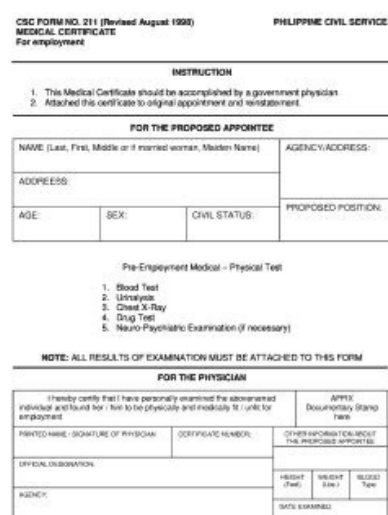 CSC FORM NO. 211 (Revised August 1998)
PHILIPPINE CIVIL SERVICE
MEDICAL CERTIFICATE
For employment
INSTRUCTION
1. This Medical Certificate should be accomplished by a government physician
2. Attached this certificate to original appointment and reinstatement.
FOR THE PROPOSED APPOINTEE
NAME (Last, First, Middle or if married woman, Maiden Name)
AGENCY/ADDRESS:
ADDREESS:
AGE:
SEX:
CIVIL STATUS:
PROPOSED POSITION:
Pre-Employment Medical – Physical Test
1. Blood Test
2. Urinalysis
3. Chest X-Ray
4. Drug Test
5. Neuro-Psychiatric Examination (if necessary)
NOTE: ALL RESULTS OF EXAMINATION MUST BE ATTACHED TO THIS FORM
FOR THE PHYSICIAN
I hereby certify that I have personally examined the abovenamed
individual and found her / him to be physically and medically fit / unfit for
employment
AFFIX
Documentary Stamp
here
PRINTED NAME / SIGNATURE OF PHYSICIAN
CERTIFICATE NUMBER:
OTHER INFORMATION ABOUT
THE PROPOSED APPOINTEE
OFFICIAL DESIGNATION:
HEIGHT
(Feet)
WEIGHT
BLOOD
Type
AGENCY:
DATE EXAMINED